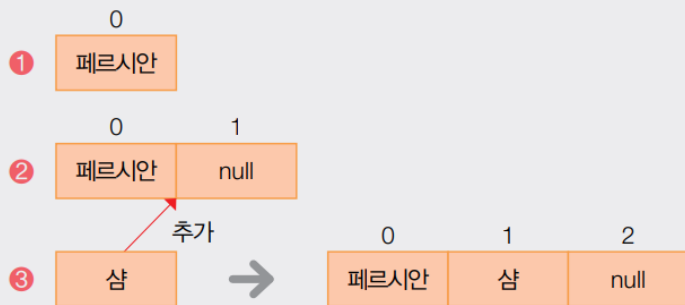 0
❶ 페르시안
0 1
❷ 페르시안 null
추가
0 1 2
❸ 샴 페르시안 샴 null